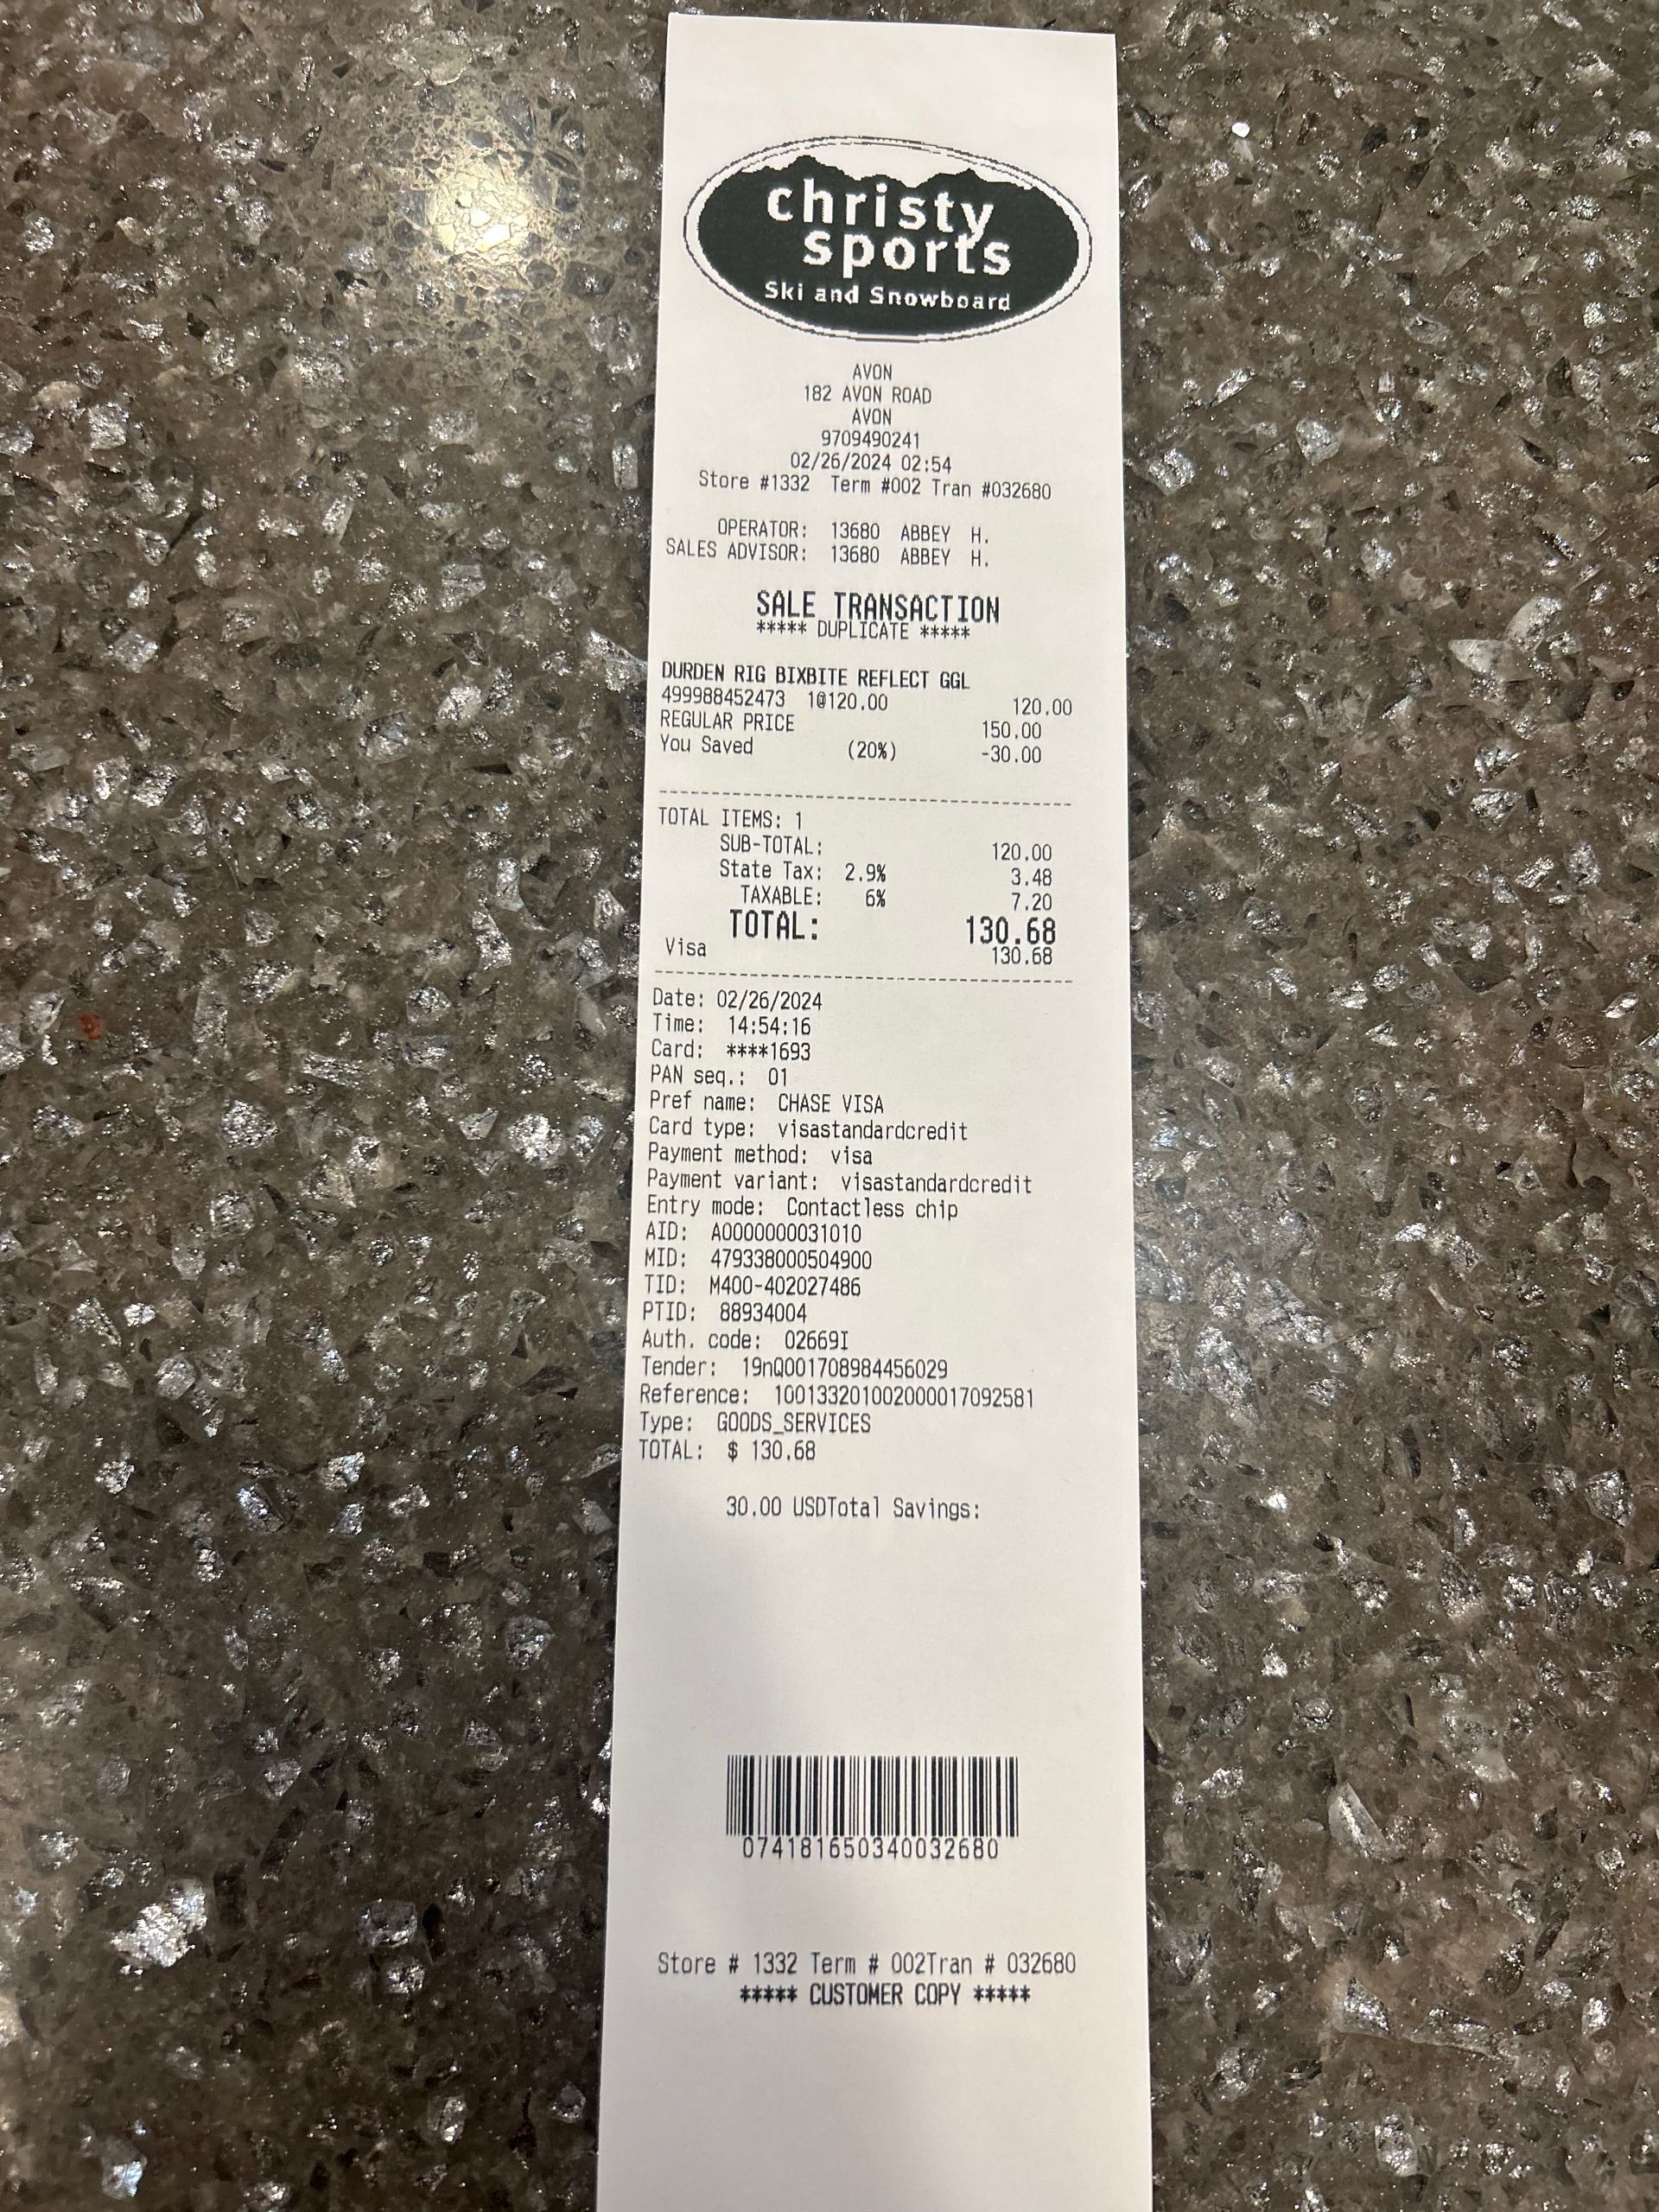 christy
sports
Ski and Snowboard
AVON
182 AVON ROAD
AVON
9709490241
02/26/2024 02:54
Store #1332 Term #002 Tran #032680
OPERATOR: 13680 ABBEY H.
SALES ADVISOR: 13680 ABBEY H.
SALE TRANSACTION
***** DUPLICATE *****
DURDEN RIG BIXBITE REFLECT GGL
499988452473 1@120.00 120.00
REGULAR PRICE 150.00
You Saved (20%) -30.00
TOTAL ITEMS: 1
SUB-TOTAL: 120.00
State Tax: 2.9% 3.48
TAXABLE: 6% 7.20
TOTAL: 130.68
Visa 130.68
Date: 02/26/2024
Time: 14:54:16
Card: ****1693
PAN seq.: 01
Pref name: CHASE VISA
Card type: visastandardcredit
Payment method: visa
Payment variant: visastandardcredit
Entry mode: Contactless chip
AID: A0000000031010
MID: 479338000504900
TID: M400-402027486
PTID: 88934004
Auth. code: 02669I
Tender: 19nQ001708984456029
Reference: 1001332010020000017092581
Type: GOODS_SERVICES
TOTAL: $ 130.68
30.00 USDTotal Savings:
074181650340032680
Store # 1332 Term # 002Tran # 032680
***** CUSTOMER COPY *****